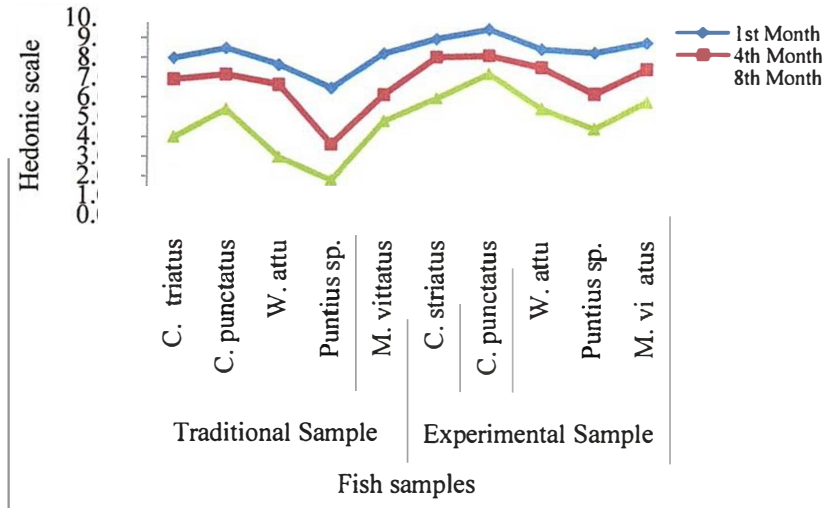 Hedonic scale
10.
9.
8.
7.
6.
5.
4.
3.
2.
1.
0.
1st Month
4th Month
8th Month
C. triatus
C. punctatus
W. attu
Puntius sp.
M. vittatus
C. striatus
C. punctatus
W. attu
Puntius sp.
M. vi atus
Traditional Sample
Experimental Sample
Fish samples